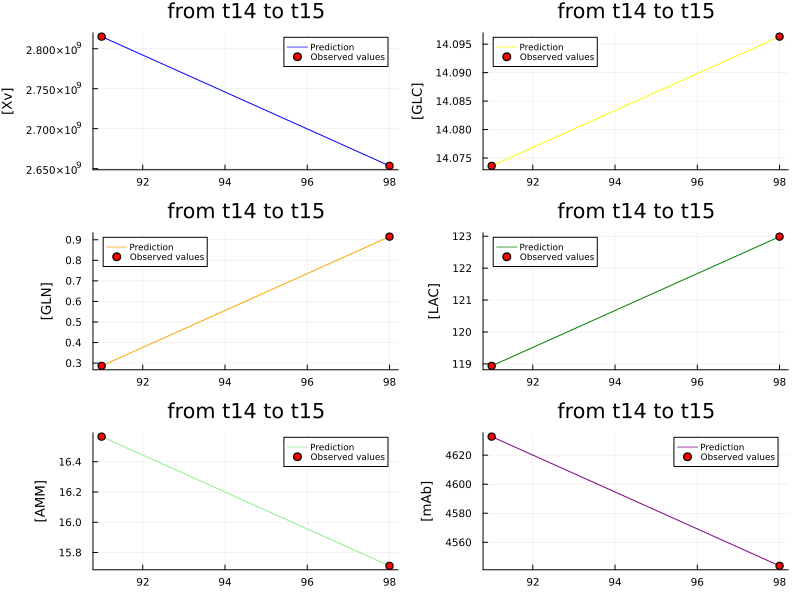 from t14 to t15
[Xv]
2.800×10⁹
2.750×10⁹
2.700×10⁹
2.650×10⁹
Prediction
Observed values
92 94 96 98
from t14 to t15
[GLC]
14.095
14.090
14.085
14.080
14.075
Prediction
Observed values
92 94 96 98
from t14 to t15
[GLN]
0.9
0.8
0.7
0.6
0.5
0.4
0.3
Prediction
Observed values
92 94 96 98
from t14 to t15
[LAC]
123
122
121
120
119
Prediction
Observed values
92 94 96 98
from t14 to t15
[AMM]
16.4
16.2
16.0
15.8
Prediction
Observed values
92 94 96 98
from t14 to t15
[mAb]
4620
4600
4580
4560
Prediction
Observed values
92 94 96 98